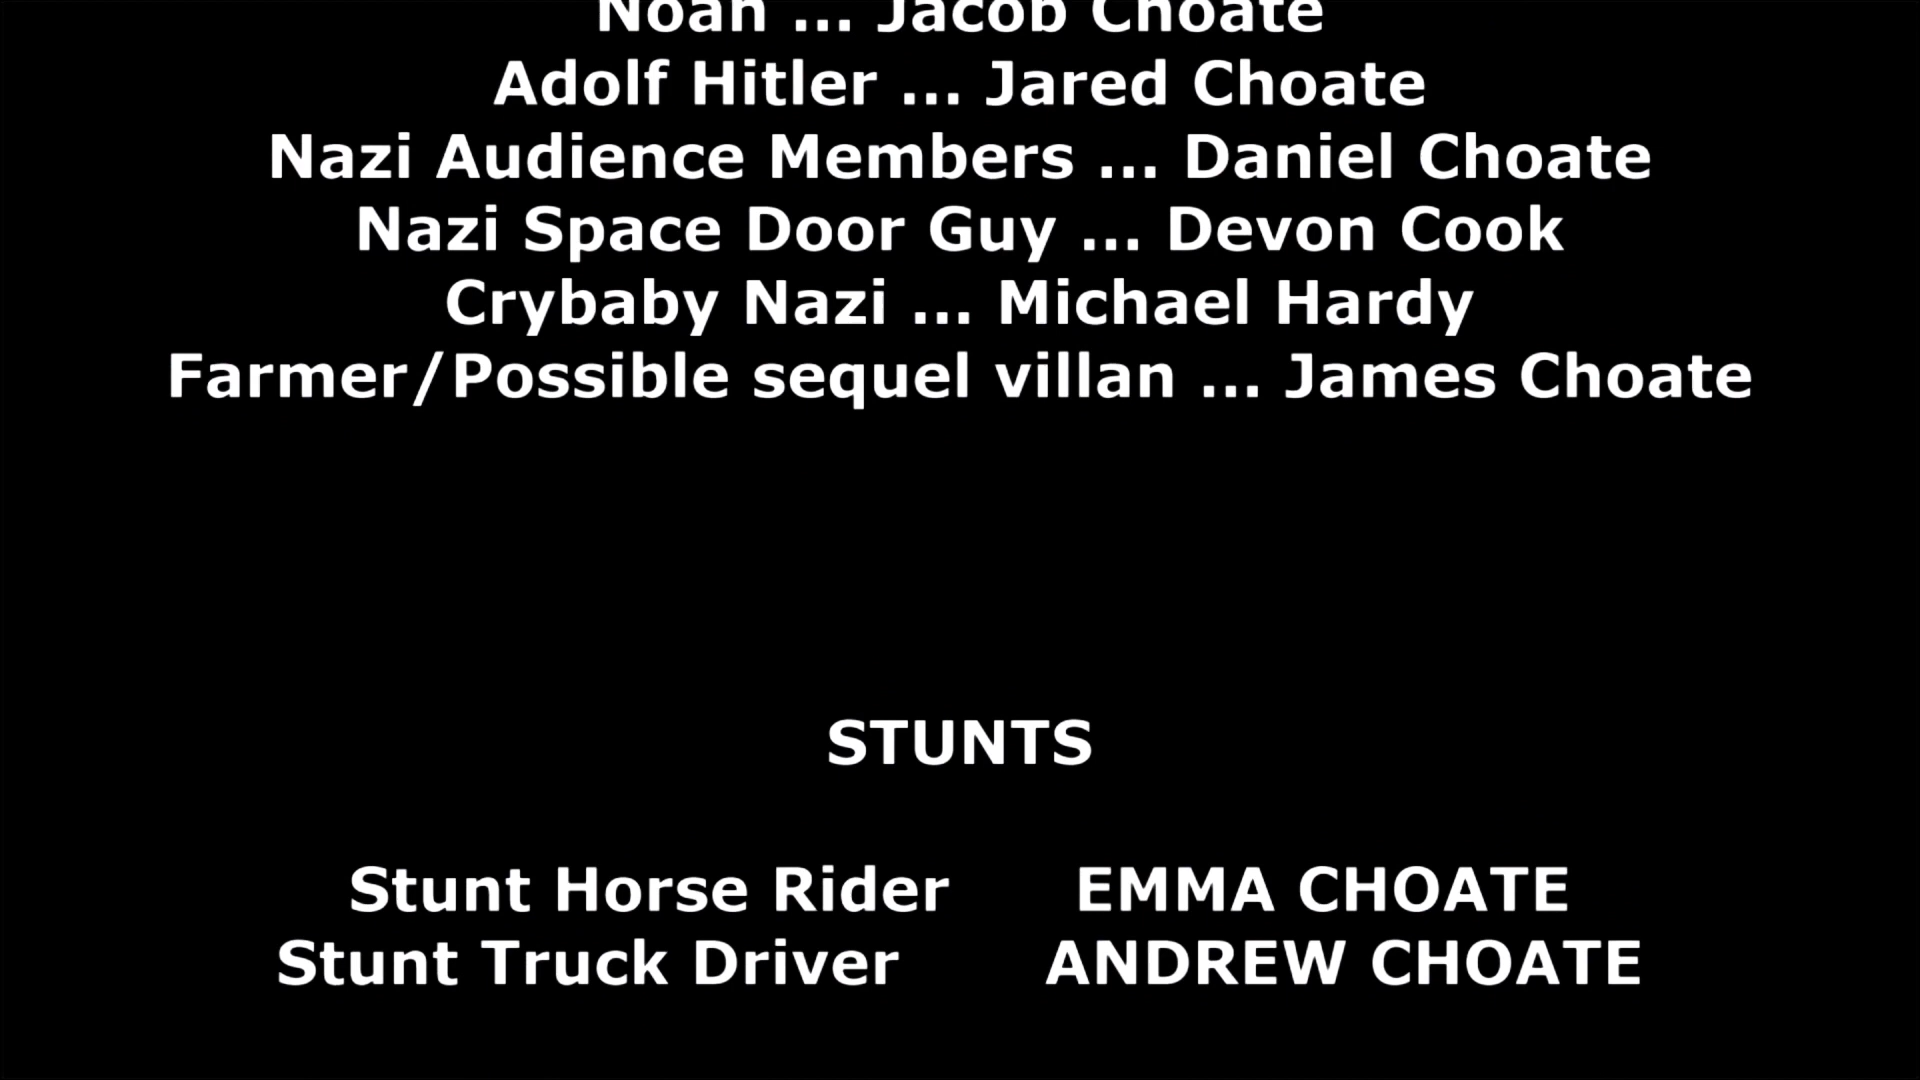 Noah ... Jacob Choate
Adolf Hitler ... Jared Choate
Nazi Audience Members ... Daniel Choate
Nazi Space Door Guy ... Devon Cook
Crybaby Nazi ... Michael Hardy
Farmer/Possible sequel villan ... James Choate
STUNTS
Stunt Horse Rider EMMA CHOATE
Stunt Truck Driver ANDREW CHOATE